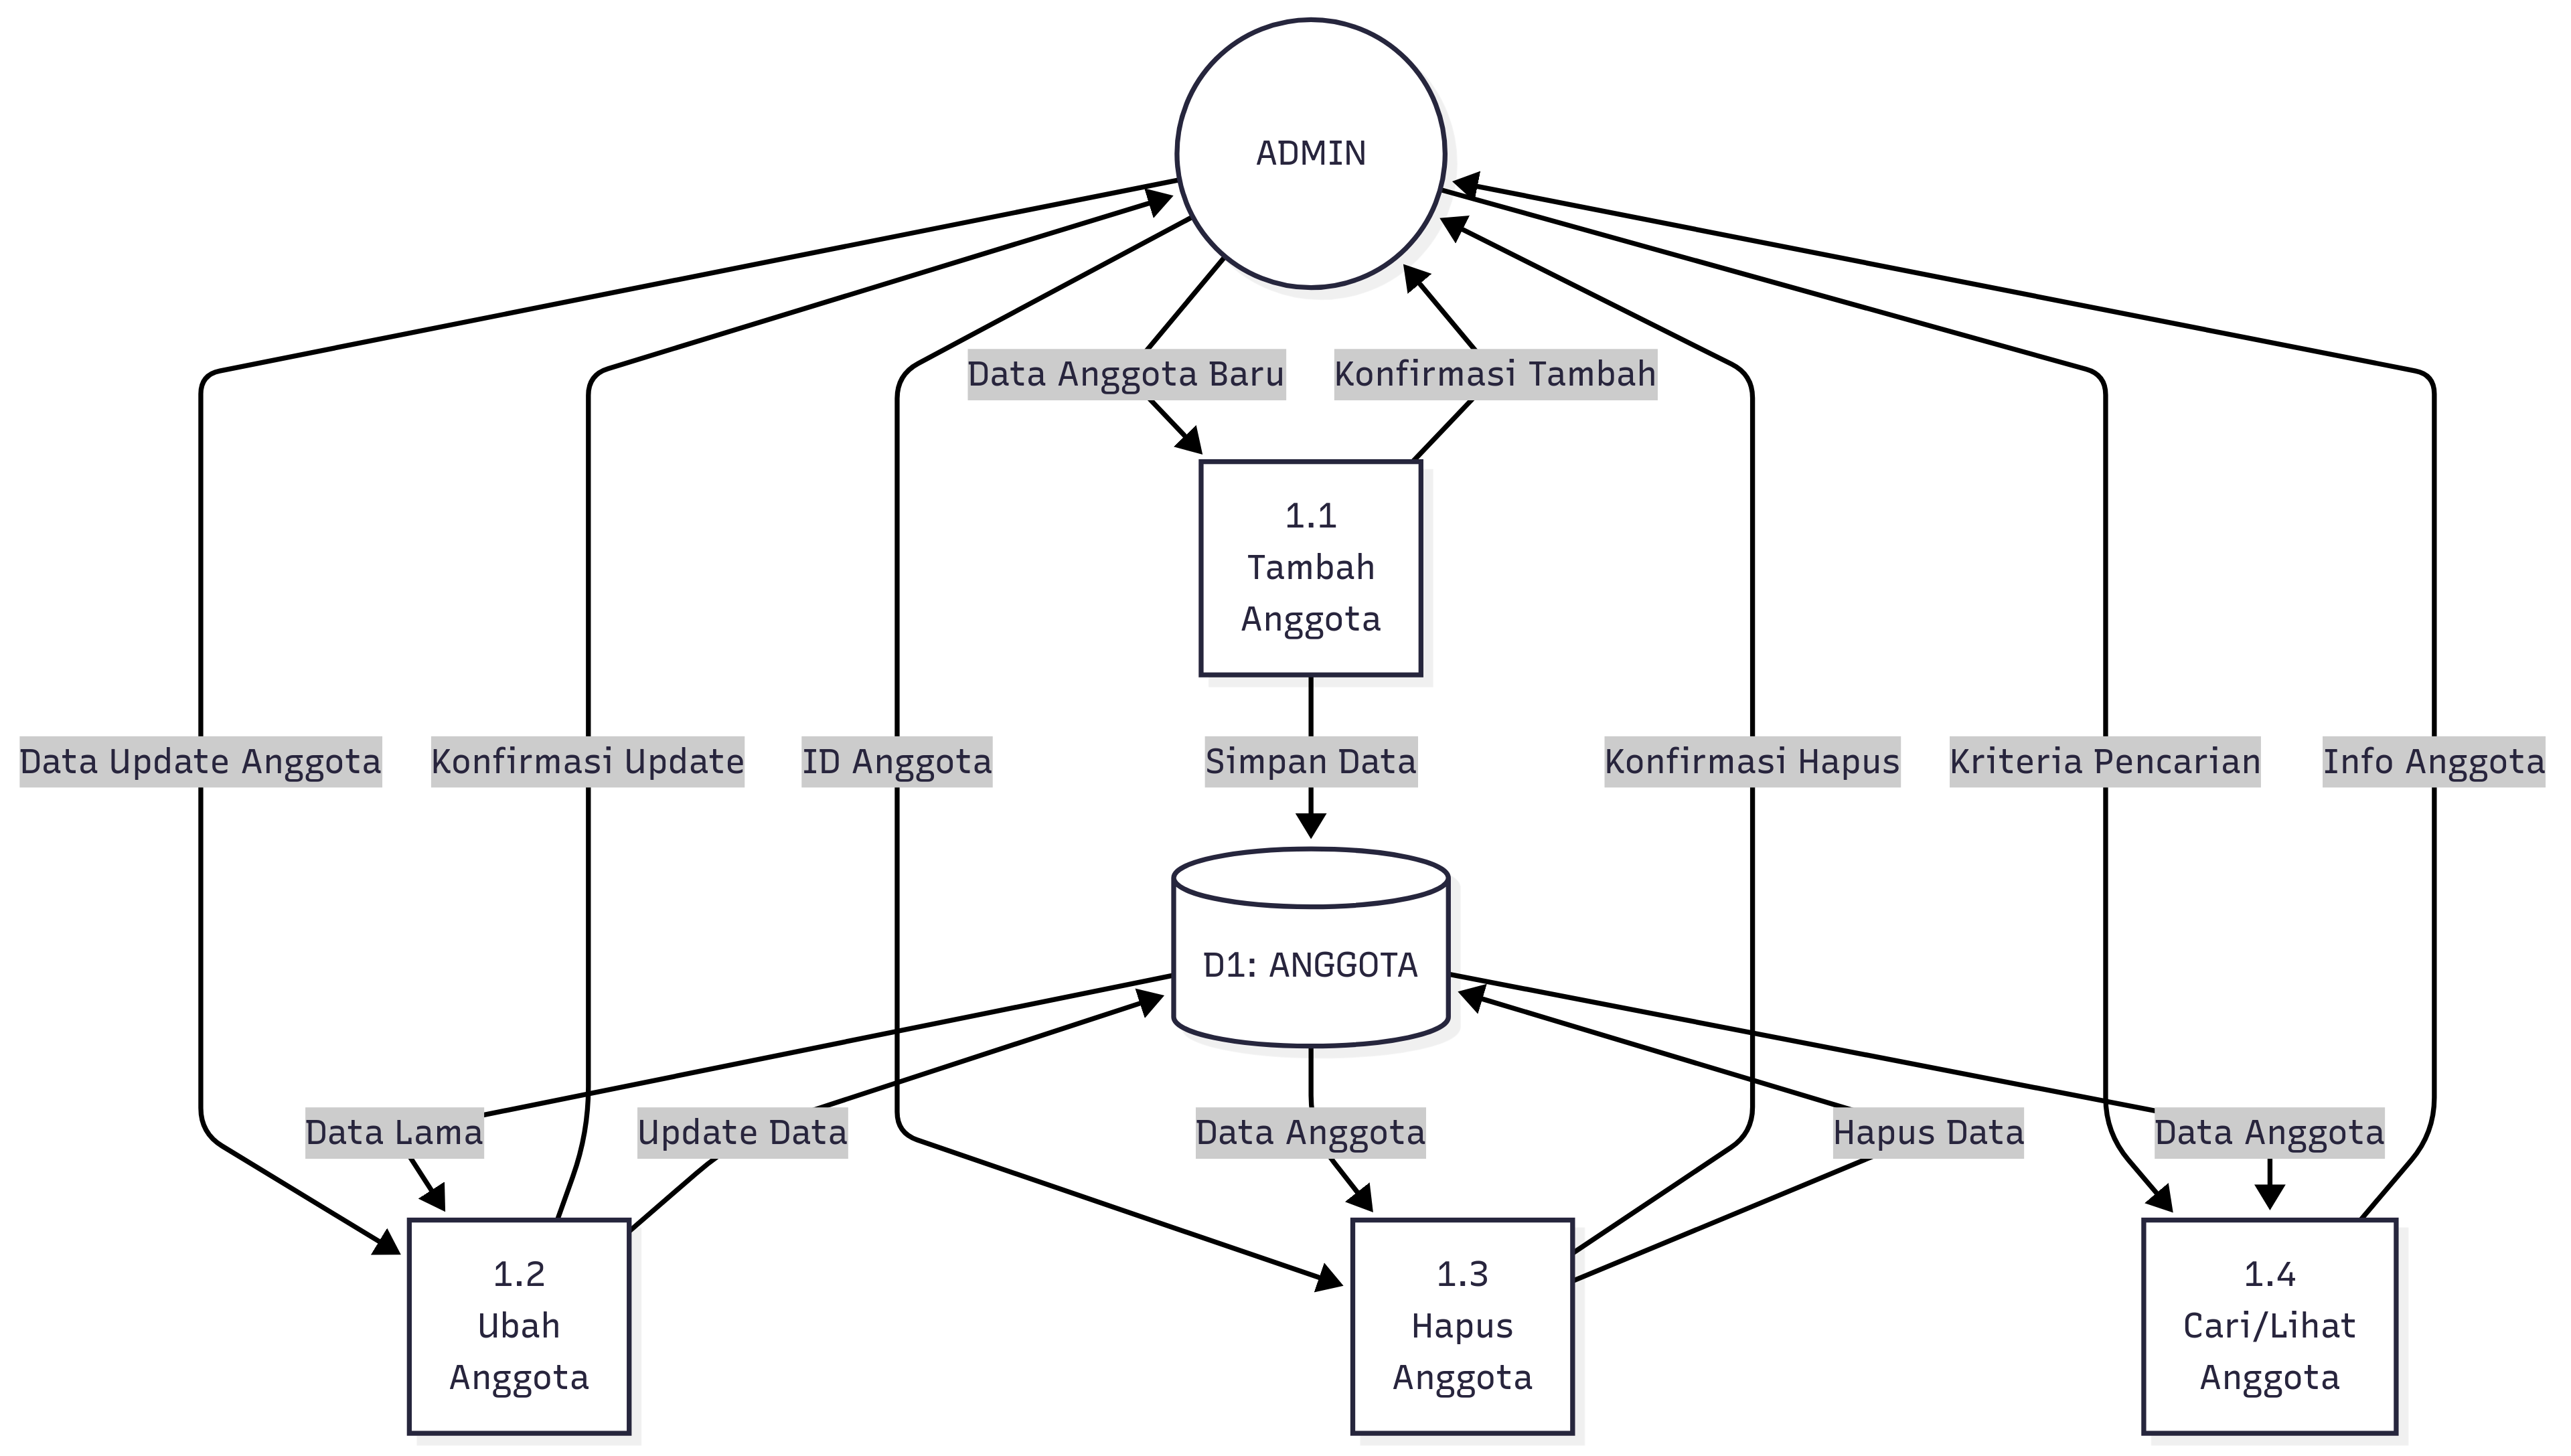 ADMIN
Data Anggota Baru
Konfirmasi Tambah
1.1
Tambah
Anggota
Data Update Anggota
Konfirmasi Update
ID Anggota
Simpan Data
Konfirmasi Hapus
Kriteria Pencarian
Info Anggota
D1: ANGGOTA
Data Lama
Update Data
Data Anggota
Hapus Data
Data Anggota
1.2
Ubah
Anggota
1.3
Hapus
Anggota
1.4
Cari/Lihat
Anggota